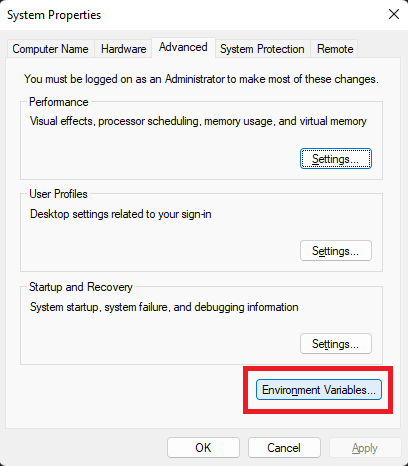 System Properties
Computer Name Hardware Advanced System Protection Remote
You must be logged on as an Administrator to make most of these changes.
Performance
Visual effects, processor scheduling, memory usage, and virtual memory
Settings...
User Profiles
Desktop settings related to your sign-in
Settings...
Startup and Recovery
System startup, system failure, and debugging information
Settings...
Environment Variables...
OK Cancel Apply